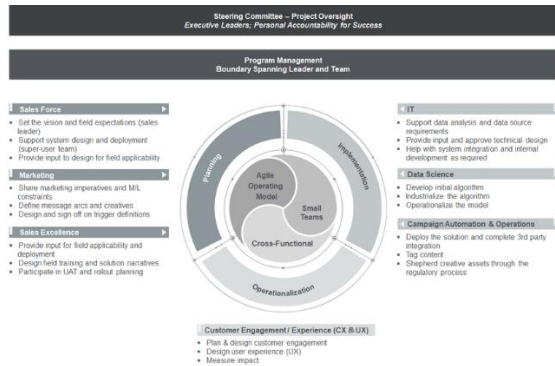 Steering Committee – Project Oversight
Executive Leaders; Personal Accountability for Success
Program Management
Boundary Spanning Leader and Team
Sales Force
• Set the vision and field expectations (sales
leader)
• Support system design and deployment
(super-user team)
• Provide input to design for field applicability
Marketing
• Share marketing imperatives and M/L
constraints
• Define message arcs and creatives
• Design and sign off on trigger definitions
Sales Excellence
• Provide input for field applicability and
deployment
• Design field training and solution narratives
• Participate in UAT and rollout planning
Planning
Implementation
Operationalization
Agile
Operating
Model
Small
Teams
Cross-Functional
IT
• Support data analysis and data source
requirements
• Provide input and approve technical design
• Help with system integration and internal
development as required
Data Science
• Develop initial algorithm
• Industrialize the algorithm
• Operationalize the model
Campaign Automation & Operations
• Deploy the solution and complete 3rd party
integration
• Tag content
• Shepherd creative assets through the
regulatory process
Customer Engagement / Experience (CX & UX)
• Plan & design customer engagement
• Design user experience (UX)
• Measure impact